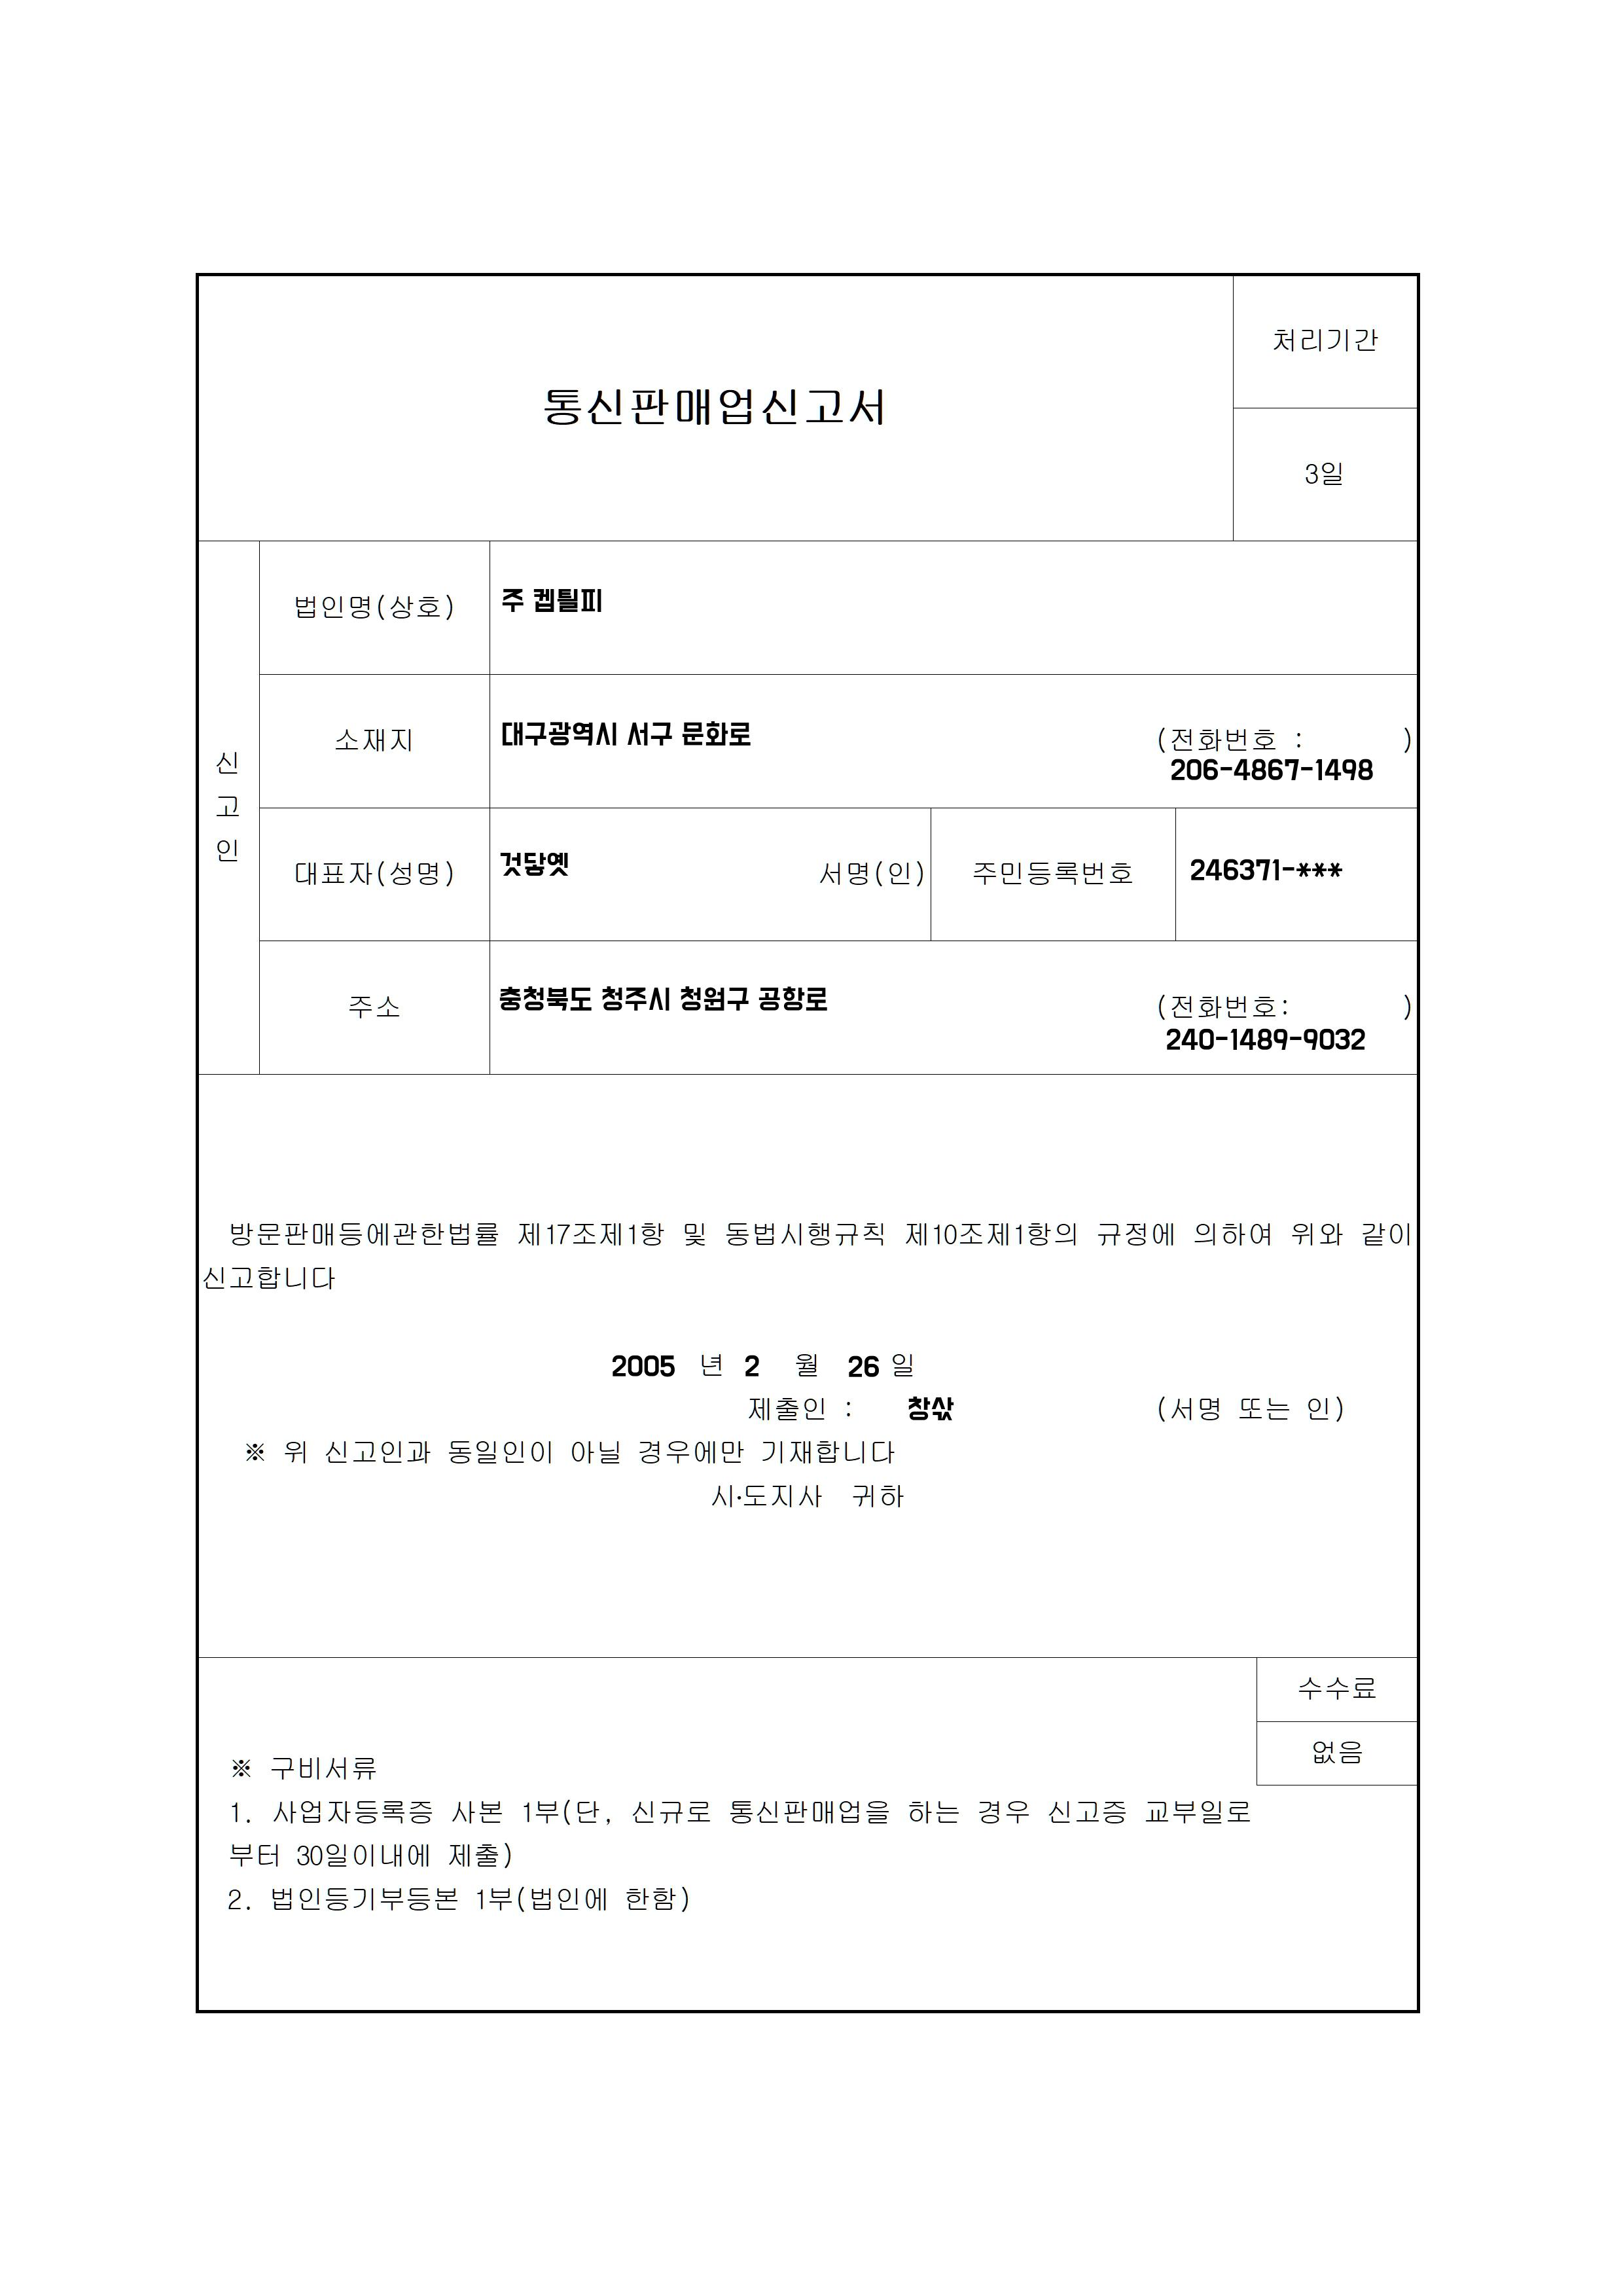 통신판매업신고서
처리기간
3일
신고인
법인명(상호)
주 켑틜피
소재지
대구광역시 서구 문화로
(전화번호 : )
206-4867-1498
대표자(성명)
것닿옛
서명(인)
주민등록번호
246371-***
주소
충청북도 청주시 청원구 공항로
(전화번호: )
240-1489-9032
방문판매등에관한법률 제17조제1항 및 동법시행규칙 제10조제1항의 규정에 의하여 위와 같이
신고합니다
2005 년 2 월 26 일
제출인 : 창삯 (서명 또는 인)
※ 위 신고인과 동일인이 아닐 경우에만 기재합니다
시·도지사 귀하
수수료
없음
※ 구비서류
1. 사업자등록증 사본 1부(단, 신규로 통신판매업을 하는 경우 신고증 교부일로
부터 30일이내에 제출)
2. 법인등기부등본 1부(법인에 한함)